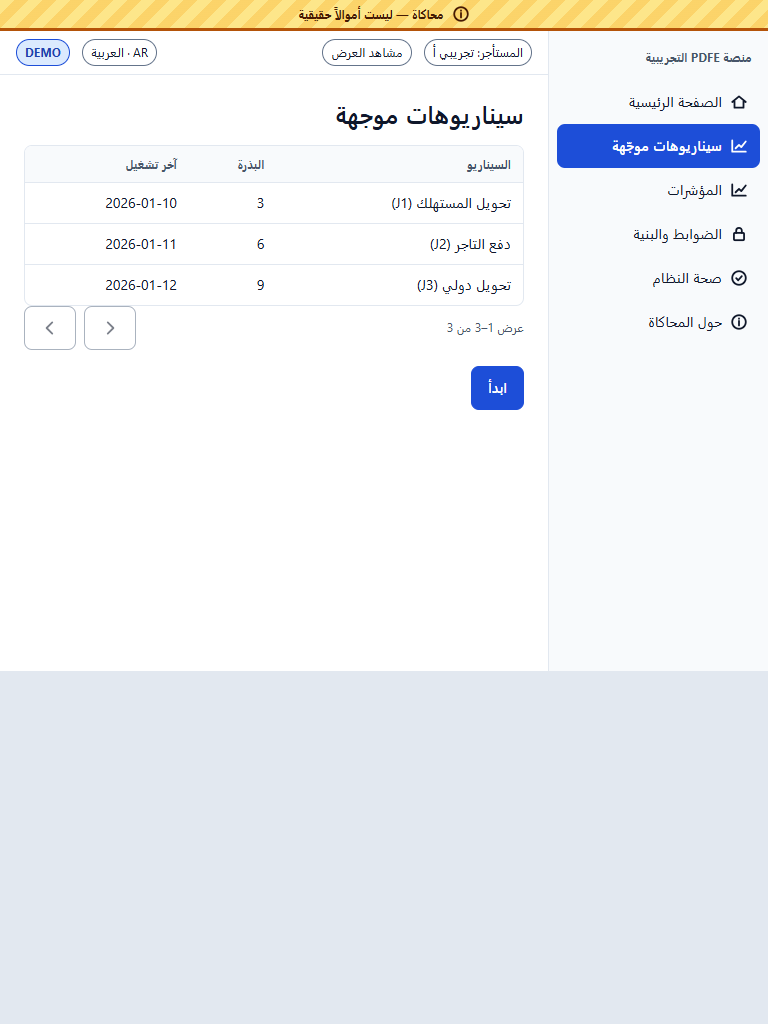 محاكاة — ليست أموالاً حقيقية
منصة PDFE التجريبية
الصفحة الرئيسية
سيناريوهات موجّهة
المؤشرات
الضوابط والبنية
صحة النظام
حول المحاكاة
المستأجر: تجريبي أ
مشاهد العرض
AR · العربية
DEMO
سيناريوهات موجهة
السيناريو البذرة آخر تشغيل
تحويل المستهلك (J1) 3 2026-01-10
دفع التاجر (J2) 6 2026-01-11
تحويل دولي (J3) 9 2026-01-12
عرض 1–3 من 3
ابدأ